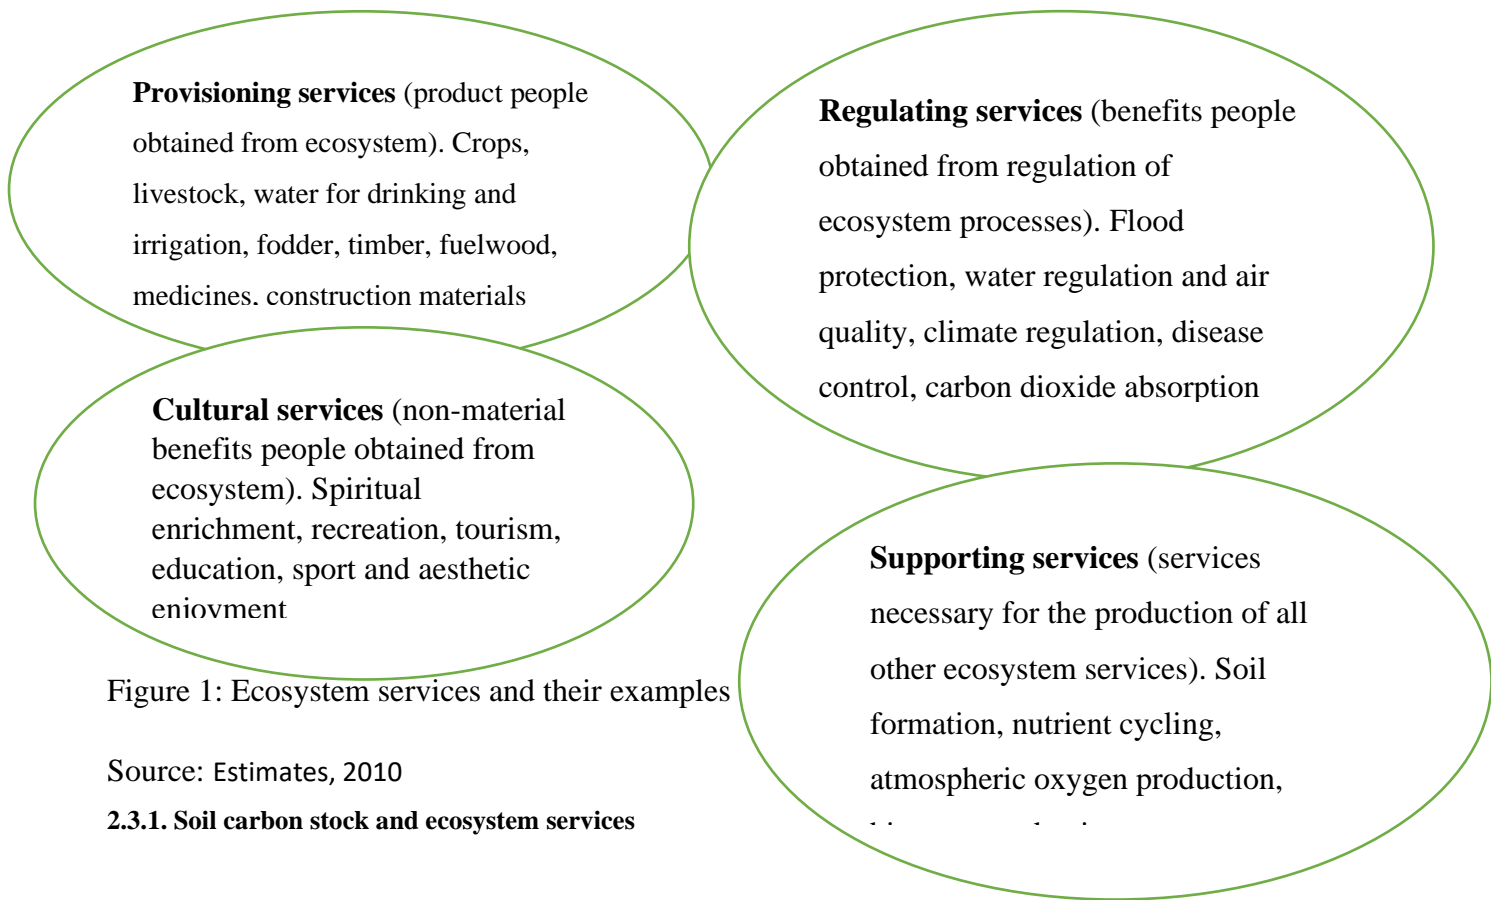 Provisioning services (product people
obtained from ecosystem). Crops,
livestock, water for drinking and
irrigation, fodder, timber, fuelwood,
medicines, construction materials
Regulating services (benefits people
obtained from regulation of
ecosystem processes). Flood
protection, water regulation and air
quality, climate regulation, disease
control, carbon dioxide absorption
Cultural services (non-material
benefits people obtained from
ecosystem). Spiritual
enrichment, recreation, tourism,
education, sport and aesthetic
enjoyment
Supporting services (services
necessary for the production of all
other ecosystem services). Soil
formation, nutrient cycling,
atmospheric oxygen production,
Figure 1: Ecosystem services and their examples
Source: Estimates, 2010
2.3.1. Soil carbon stock and ecosystem services